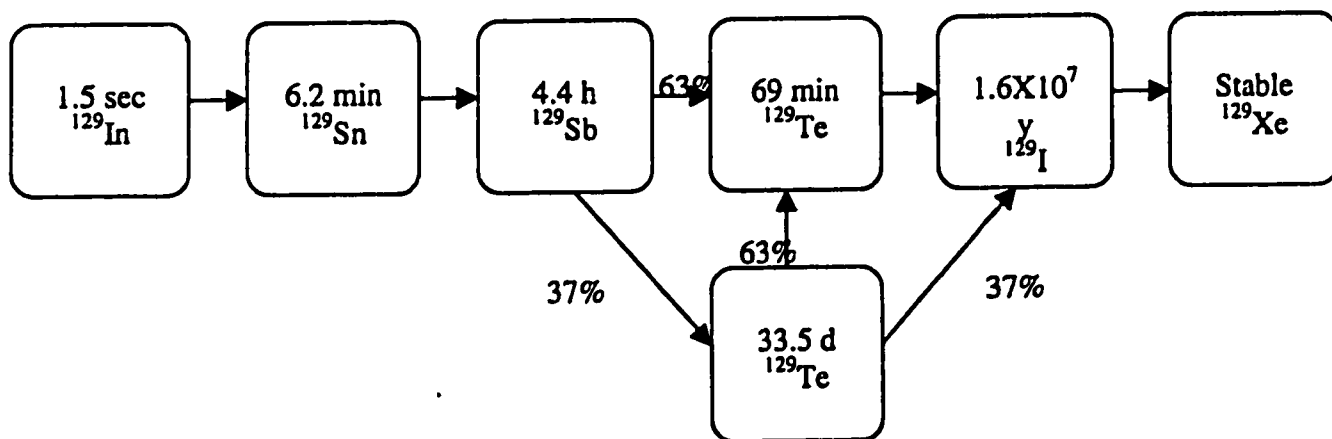 1.5 sec
¹²⁹In
6.2 min
¹²⁹Sn
4.4 h
¹²⁹Sb
63%
69 min
¹²⁹Te
1.6X10⁷
y
¹²⁹I
Stable
¹²⁹Xe
37%
63%
37%
33.5 d
¹²⁹Te